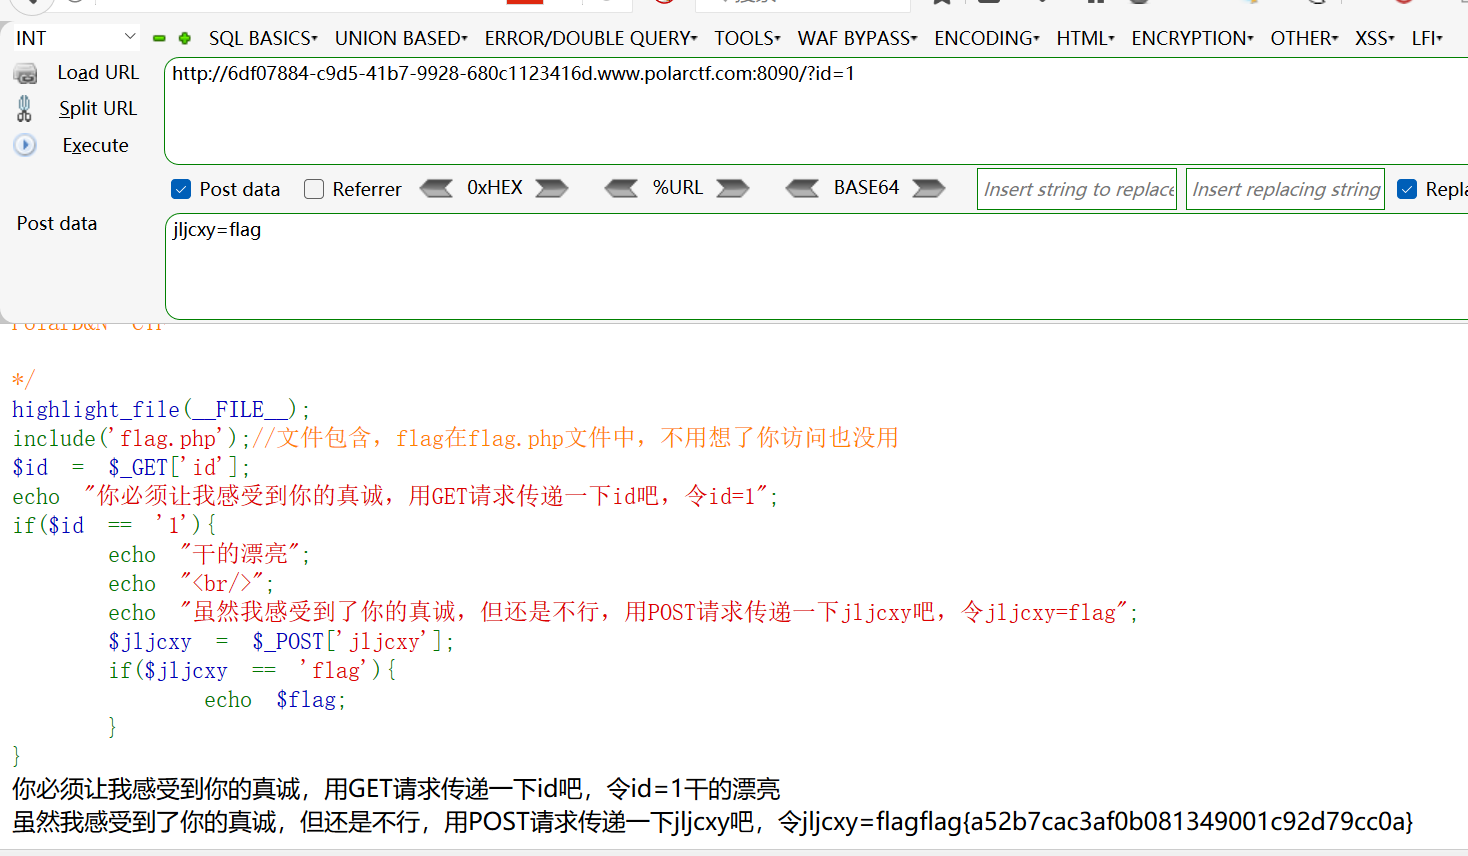 INT SQL BASICS▾ UNION BASED▾ ERROR/DOUBLE QUERY▾ TOOLS▾ WAF BYPASS▾ ENCODING▾ HTML▾ ENCRYPTION▾ OTHER▾ XSS▾ LFI▾
Load URL http://6df07884-c9d5-41b7-9928-680c1123416d.www.polarctf.com:8090/?id=1
Split URL
Execute
Post data Referrer 0xHEX %URL BASE64 Insert string to replace Insert replacing string Repla
Post data jljcxy=flag
PolarD&N CTF
*/
highlight_file(__FILE__);
include('flag.php');//文件包含，flag在flag.php文件中，不用想了你访问也没用
$id = $_GET['id'];
echo "你必须让我感受到你的真诚，用GET请求传递一下id吧，令id=1";
if($id == '1'){
echo "干的漂亮";
echo "<br/>";
echo "虽然我感受到了你的真诚，但还是不行，用POST请求传递一下jljcxy吧，令jljcxy=flag";
$jljcxy = $_POST['jljcxy'];
if($jljcxy == 'flag'){
echo $flag;
}
}
你必须让我感受到你的真诚，用GET请求传递一下id吧，令id=1干的漂亮
虽然我感受到了你的真诚，但还是不行，用POST请求传递一下jljcxy吧，令jljcxy=flagflag{a52b7cac3af0b081349001c92d79cc0a}